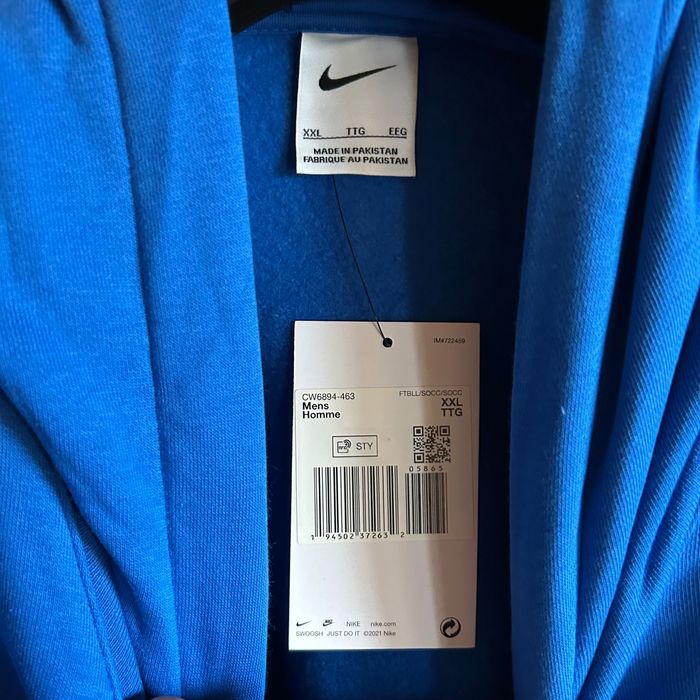 XXL TTG EEG
MADE IN PAKISTAN
FABRIQUE AU PAKISTAN
IM#722459
CW6894-463 FTBLL/SOCC/SOCC
Mens XXL
Homme TTG
RFID STY
05865
1 94502 37263 2
NIKE nike.com
SWOOSH JUST DO IT ©2021 Nike